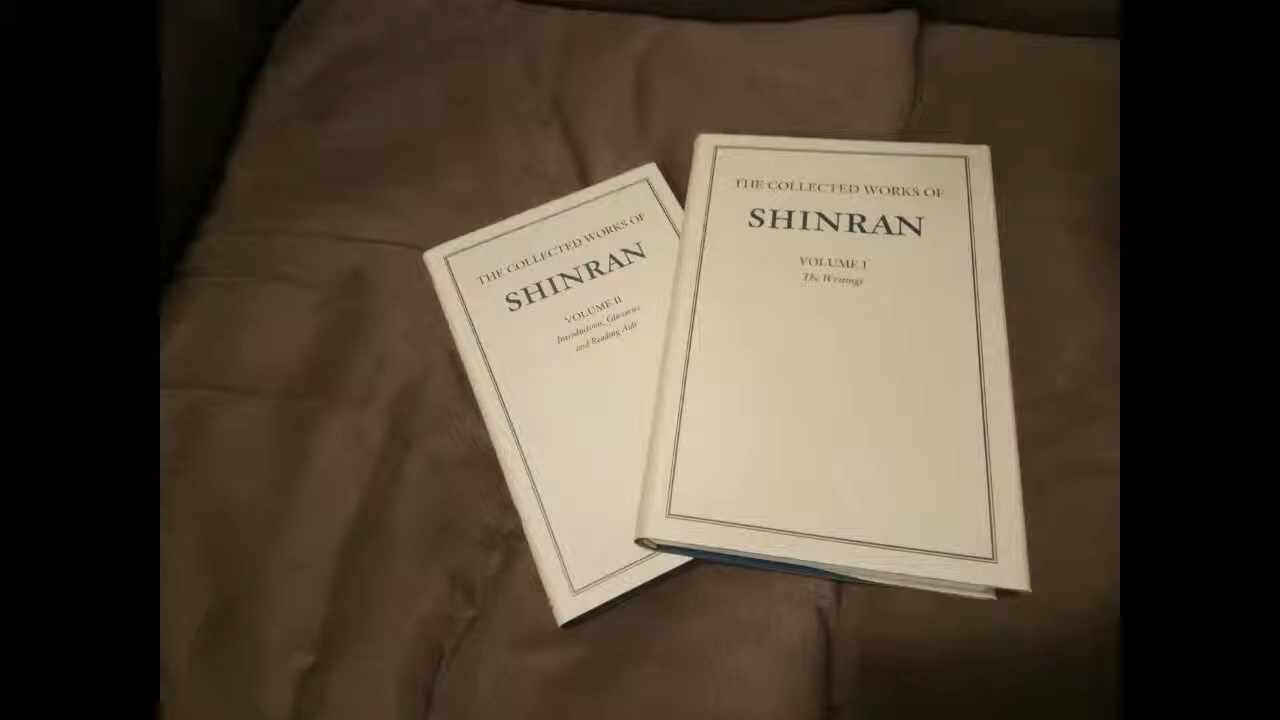 THE COLLECTED WORKS OF
SHINRAN
VOLUME II
Introductions, Glossaries
and Reading Aids
THE COLLECTED WORKS OF
SHINRAN
VOLUME I
The Writings